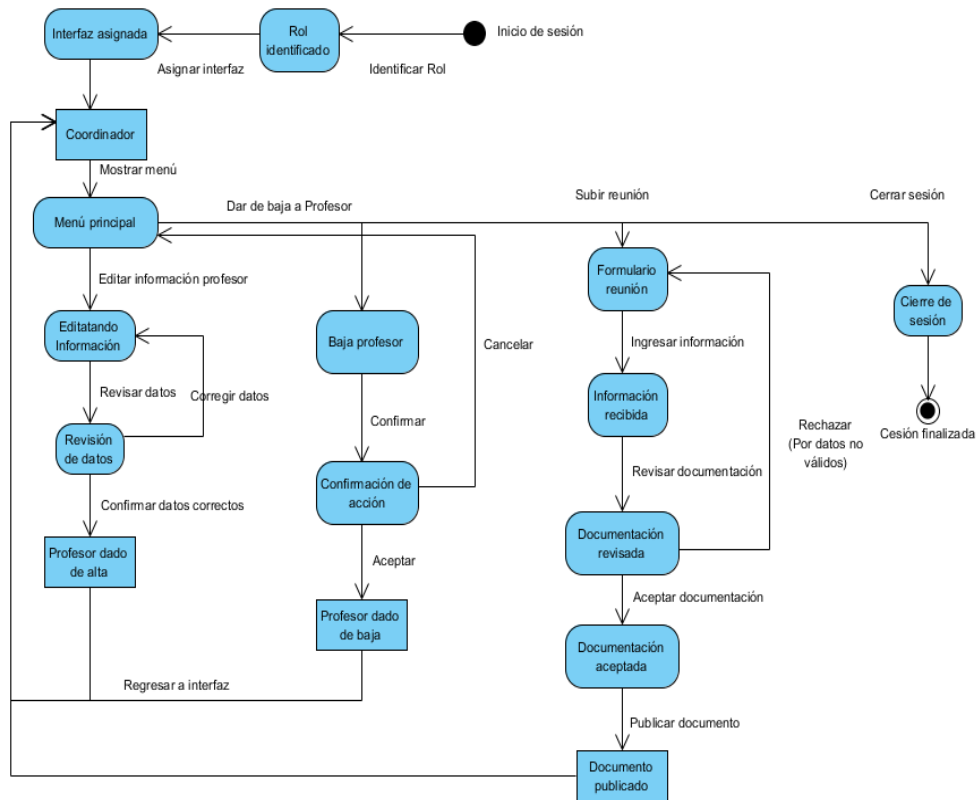 Interfaz asignada
Rol
identificado
Inicio de sesión
Asignar interfaz
Identificar Rol
Coordinador
Mostrar menú
Menú principal
Dar de baja a Profesor
Subir reunión
Cerrar sesión
Editar información profesor
Formulario
reunión
Cierre de
sesión
Editatando
Información
Baja profesor
Cancelar
Ingresar información
Revisar datos
Corregir datos
Información
recibida
Confirmar
Rechazar
(Por datos no
válidos)
Cesión finalizada
Revisión
de datos
Revisar documentación
Confirmación de
acción
Confirmar datos correctos
Documentación
revisada
Profesor dado
de alta
Aceptar
Aceptar documentación
Profesor dado
de baja
Documentación
aceptada
Regresar a interfaz
Publicar documento
Documento
publicado